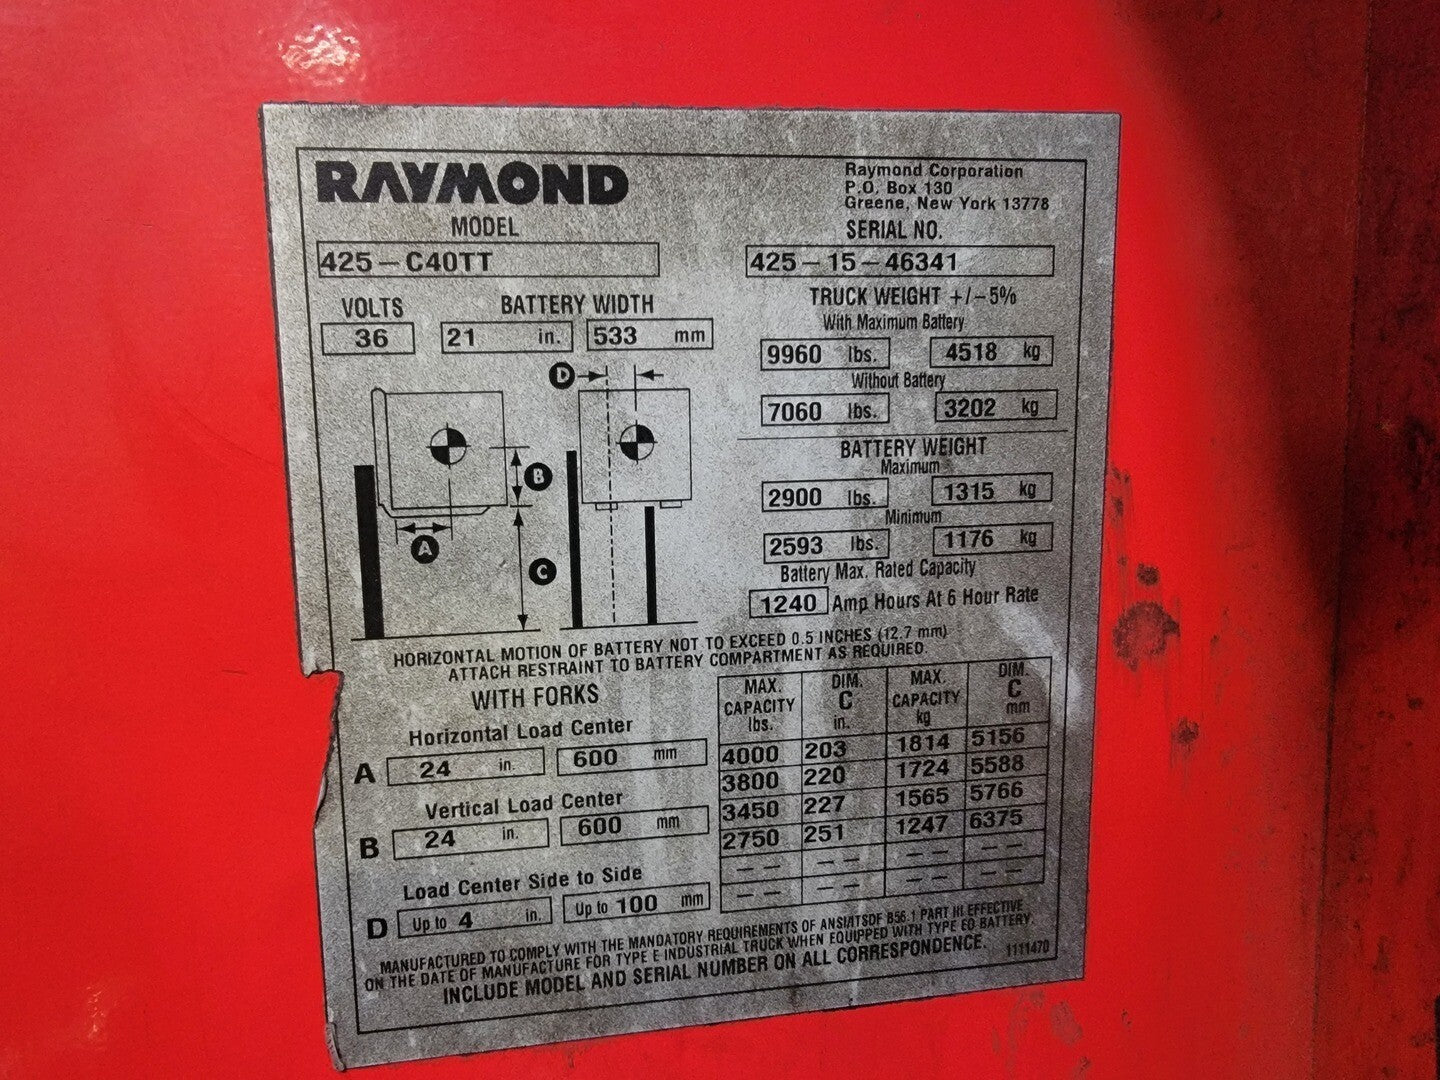 RAYMOND
Raymond Corporation
P.O. Box 130
Greene, New York 13778
MODEL
425-C40TT
SERIAL NO.
425-15-46341
VOLTS
36
BATTERY WIDTH
21 in. 533 mm
TRUCK WEIGHT +/-5%
With Maximum Battery
9960 lbs. 4518 kg
Without Battery
7060 lbs. 3202 kg
BATTERY WEIGHT
Maximum
2900 lbs. 1315 kg
Minimum
2593 lbs. 1176 kg
Battery Max. Rated Capacity
1240 Amp Hours At 6 Hour Rate
D
B
A
C
HORIZONTAL MOTION OF BATTERY NOT TO EXCEED 0.5 INCHES (12.7 mm)
ATTACH RESTRAINT TO BATTERY COMPARTMENT AS REQUIRED.
WITH FORKS
Horizontal Load Center
A 24 in. 600 mm
Vertical Load Center
B 24 in. 600 mm
Load Center Side to Side
D Up to 4 in. Up to 100 mm
MAX. CAPACITY lbs. DIM. C in. MAX. CAPACITY kg DIM. C mm
4000 203 1814 5156
3800 220 1724 5588
3450 227 1565 5766
2750 251 1247 6375
-- -- -- --
-- -- -- --
MANUFACTURED TO COMPLY WITH THE MANDATORY REQUIREMENTS OF ANSI/ITSDF B56.1 PART III EFFECTIVE
ON THE DATE OF MANUFACTURE FOR TYPE E INDUSTRIAL TRUCK WHEN EQUIPPED WITH TYPE EO BATTERY.
INCLUDE MODEL AND SERIAL NUMBER ON ALL CORRESPONDENCE.
1111470